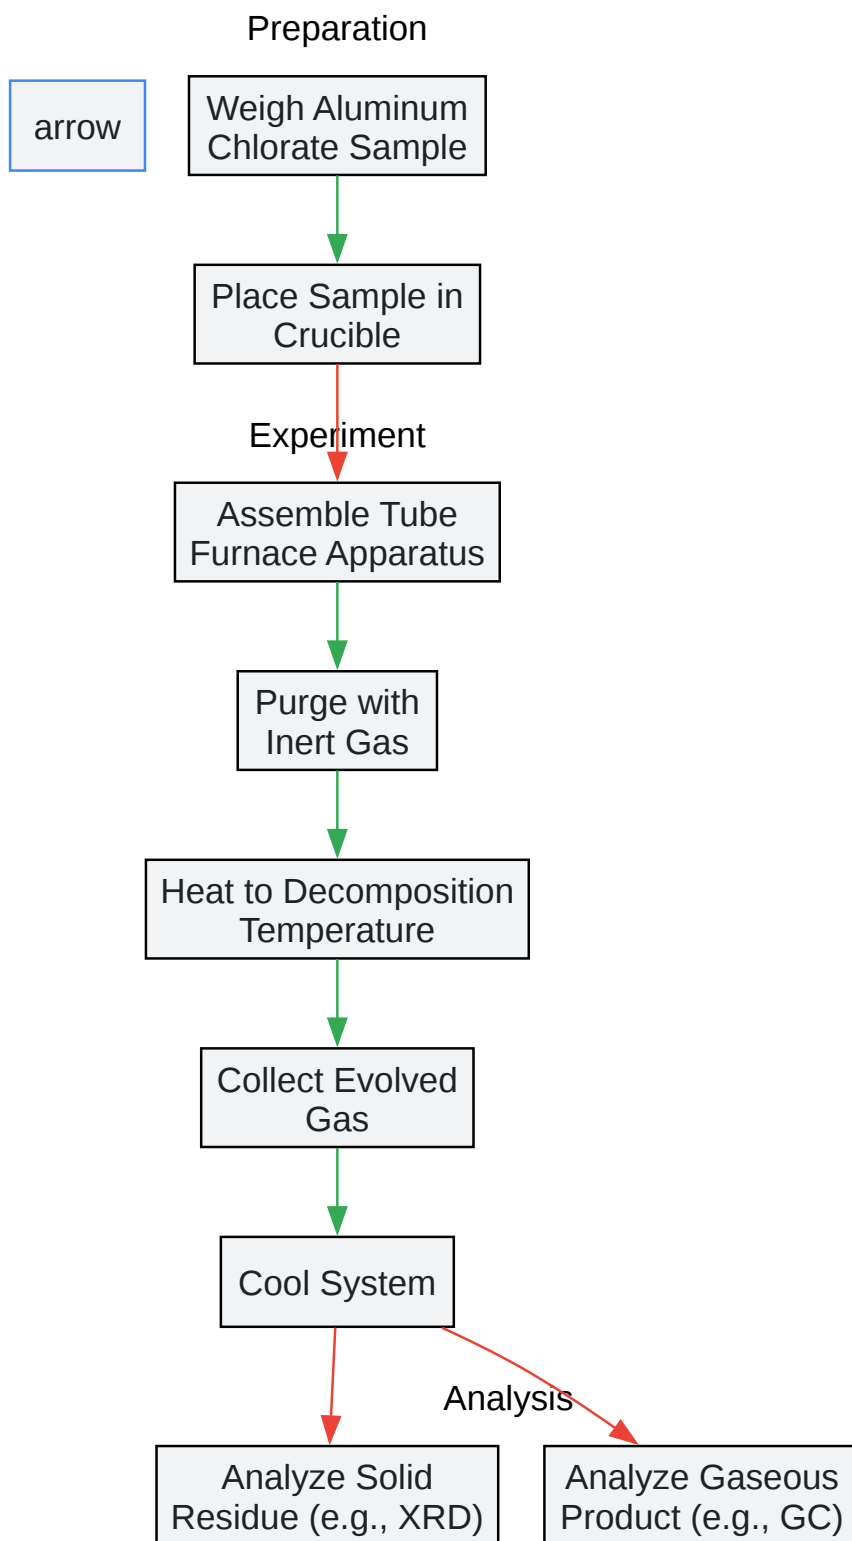 Preparation
arrow
Weigh Aluminum
Chlorate Sample
Place Sample in
Crucible
Experiment
Assemble Tube
Furnace Apparatus
Purge with
Inert Gas
Heat to Decomposition
Temperature
Collect Evolved
Gas
Cool System
Analysis
Analyze Solid
Residue (e.g., XRD)
Analyze Gaseous
Product (e.g., GC)